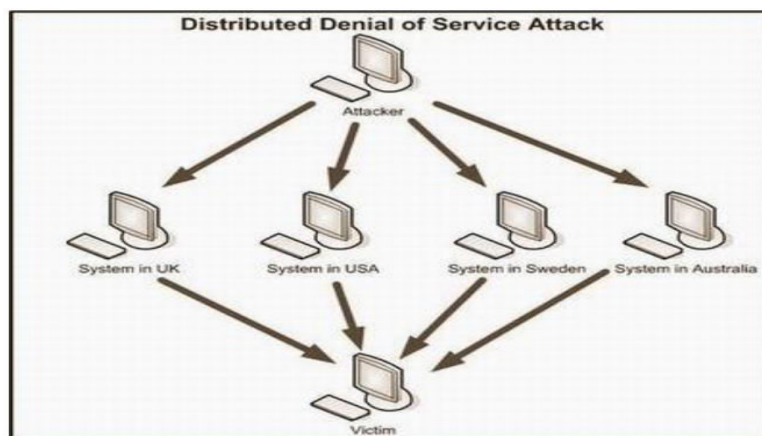 Distributed Denial of Service Attack
Attacker
System in UK
System in USA
System in Sweden
System in Australia
Victim